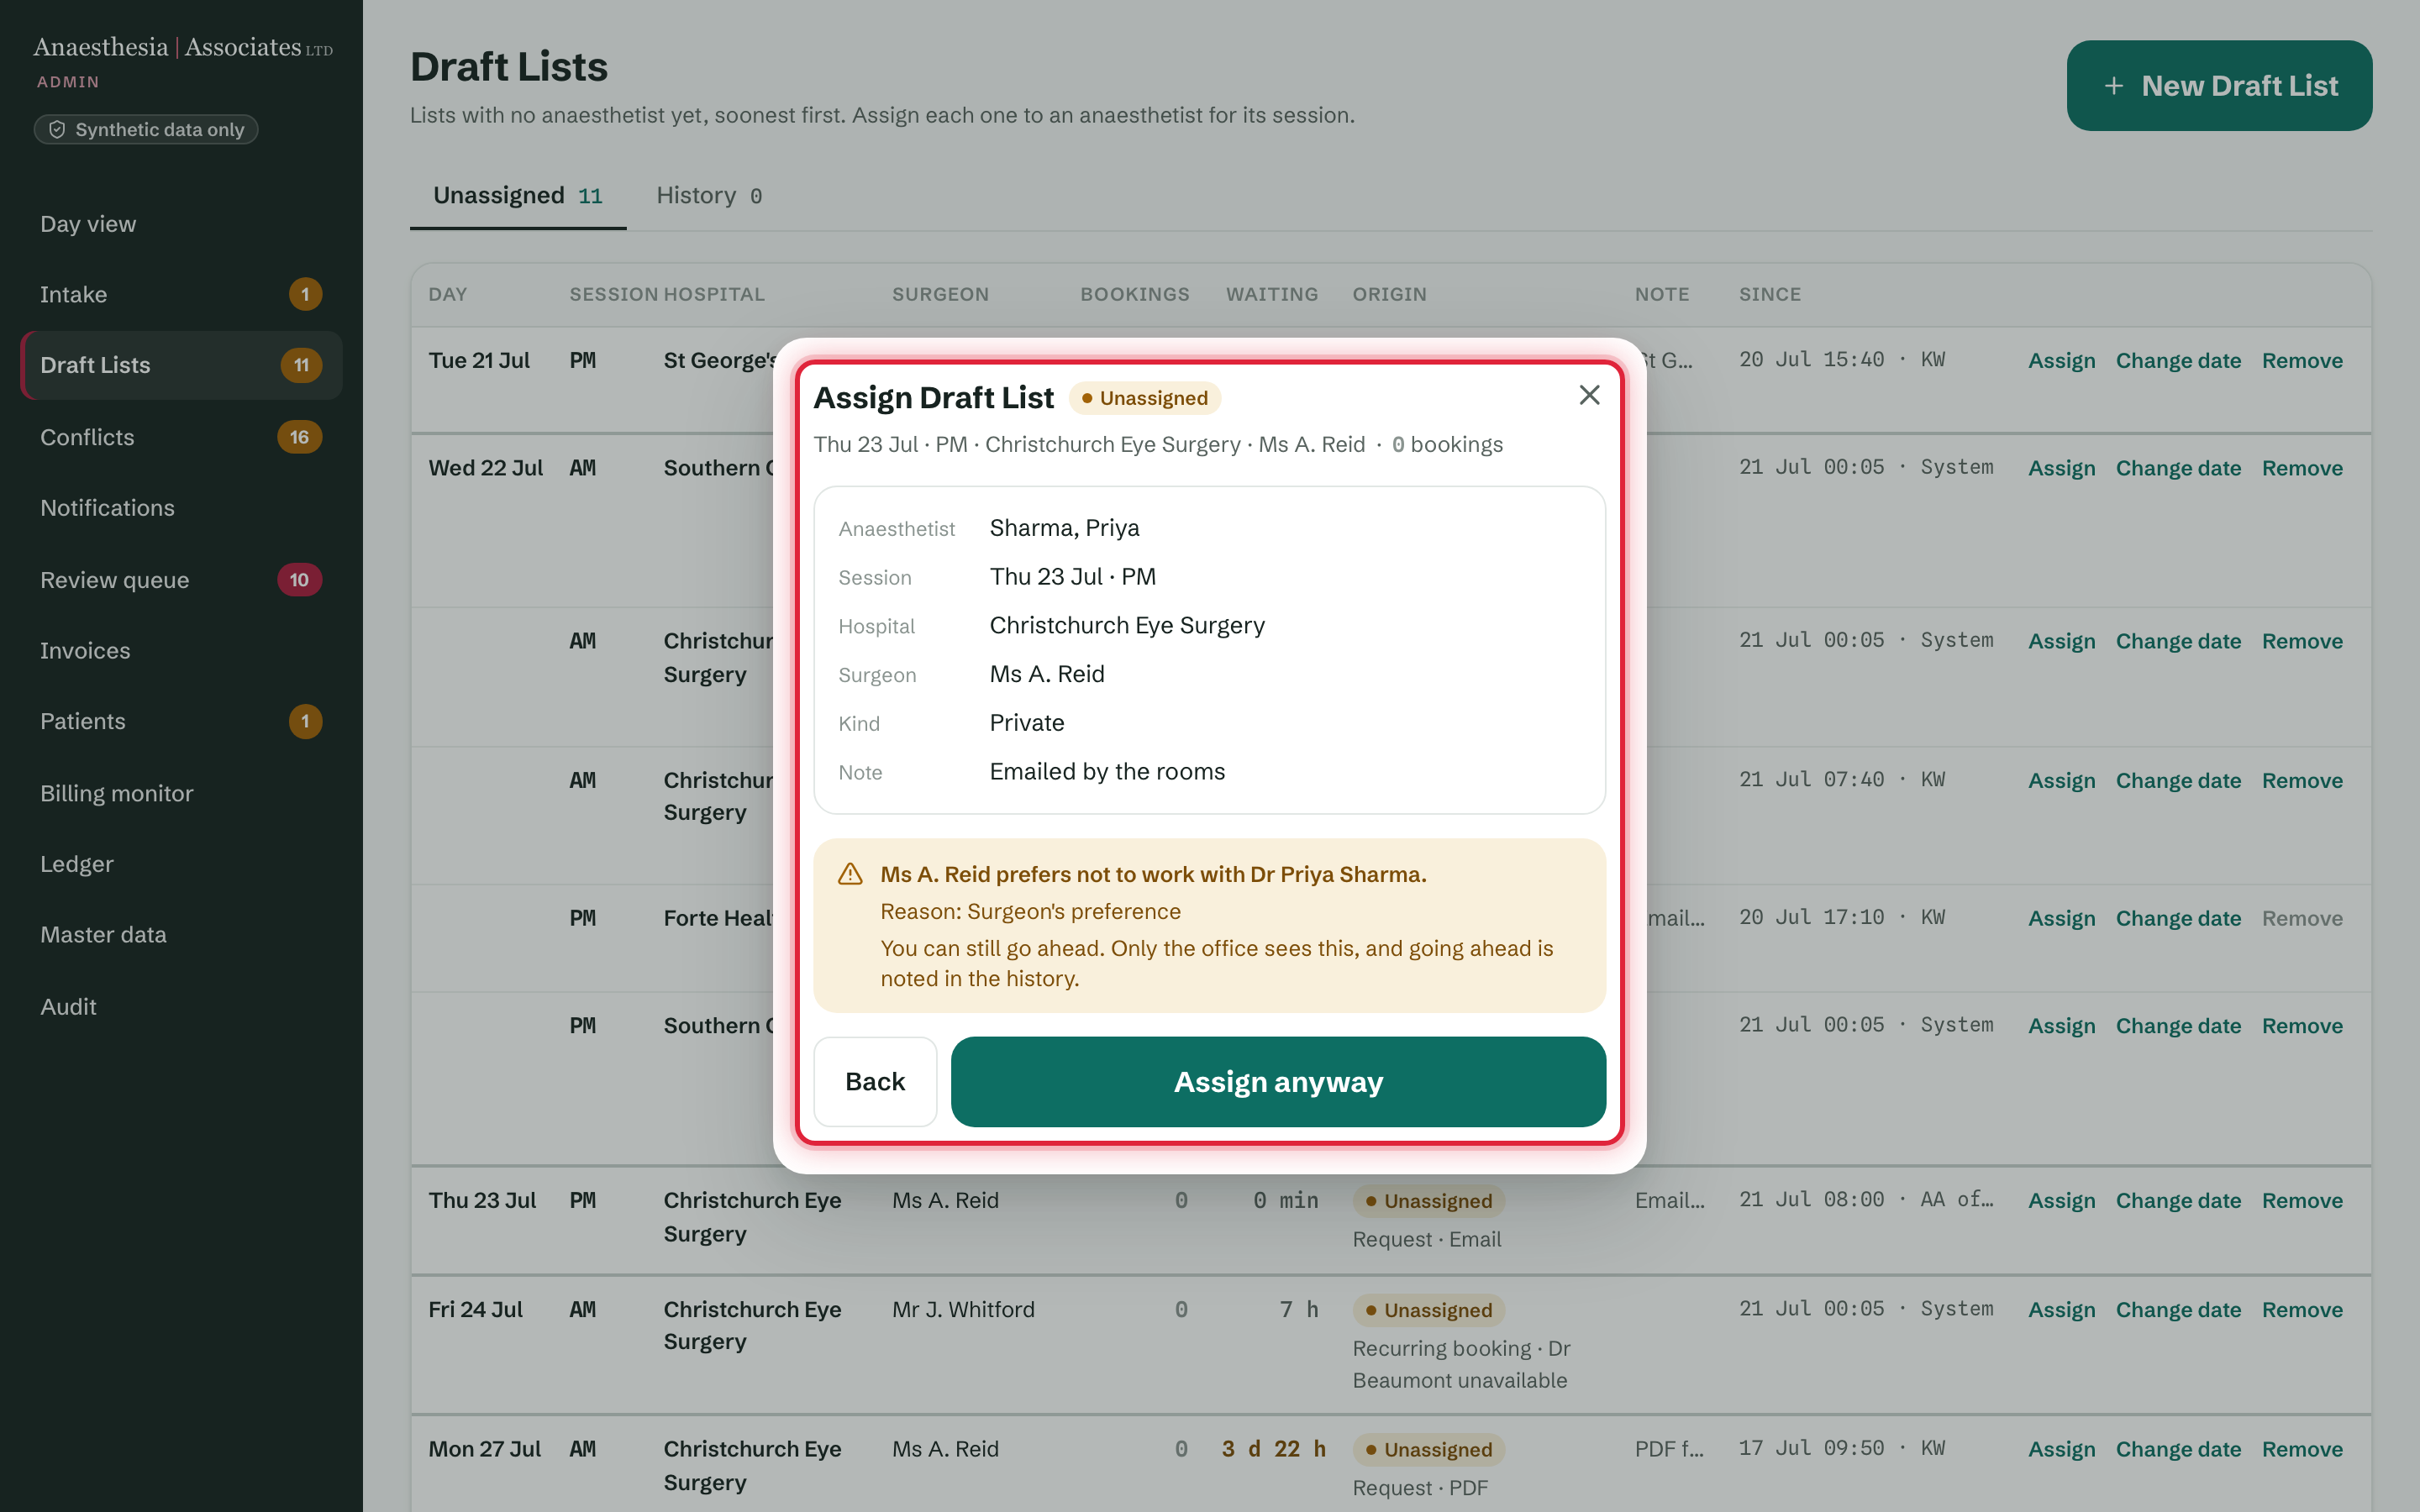 Anaesthesia | Associates LTD
ADMIN
Synthetic data only
Day view
Intake 1
Draft Lists 11
Conflicts 16
Notifications
Review queue 10
Invoices
Patients 1
Billing monitor
Ledger
Master data
Audit
Draft Lists
Lists with no anaesthetist yet, soonest first. Assign each one to an anaesthetist for its session.
+ New Draft List
Unassigned 11 History 0
DAY SESSION HOSPITAL SURGEON BOOKINGS WAITING ORIGIN NOTE SINCE
Tue 21 Jul PM St George's St G… 20 Jul 15:40 · KW Assign Change date Remove
Wed 22 Jul AM Southern 21 Jul 00:05 · System Assign Change date Remove
AM Christchur 21 Jul 00:05 · System Assign Change date Remove
Surgery
AM Christchur 21 Jul 07:40 · KW Assign Change date Remove
Surgery
PM Forte Heal mail… 20 Jul 17:10 · KW Assign Change date Remove
PM Southern 21 Jul 00:05 · System Assign Change date Remove
Thu 23 Jul PM Christchurch Eye Ms A. Reid 0 0 min Unassigned Email… 21 Jul 08:00 · AA of… Assign Change date Remove
Surgery Request · Email
Fri 24 Jul AM Christchurch Eye Mr J. Whitford 0 7 h Unassigned 21 Jul 00:05 · System Assign Change date Remove
Surgery Recurring booking · Dr
Beaumont unavailable
Mon 27 Jul AM Christchurch Eye Ms A. Reid 0 3 d 22 h Unassigned PDF f… 17 Jul 09:50 · KW Assign Change date Remove
Surgery Request · PDF
Assign Draft List Unassigned
Thu 23 Jul · PM · Christchurch Eye Surgery · Ms A. Reid · 0 bookings
Anaesthetist Sharma, Priya
Session Thu 23 Jul · PM
Hospital Christchurch Eye Surgery
Surgeon Ms A. Reid
Kind Private
Note Emailed by the rooms
Ms A. Reid prefers not to work with Dr Priya Sharma.
Reason: Surgeon's preference
You can still go ahead. Only the office sees this, and going ahead is
noted in the history.
Back Assign anyway